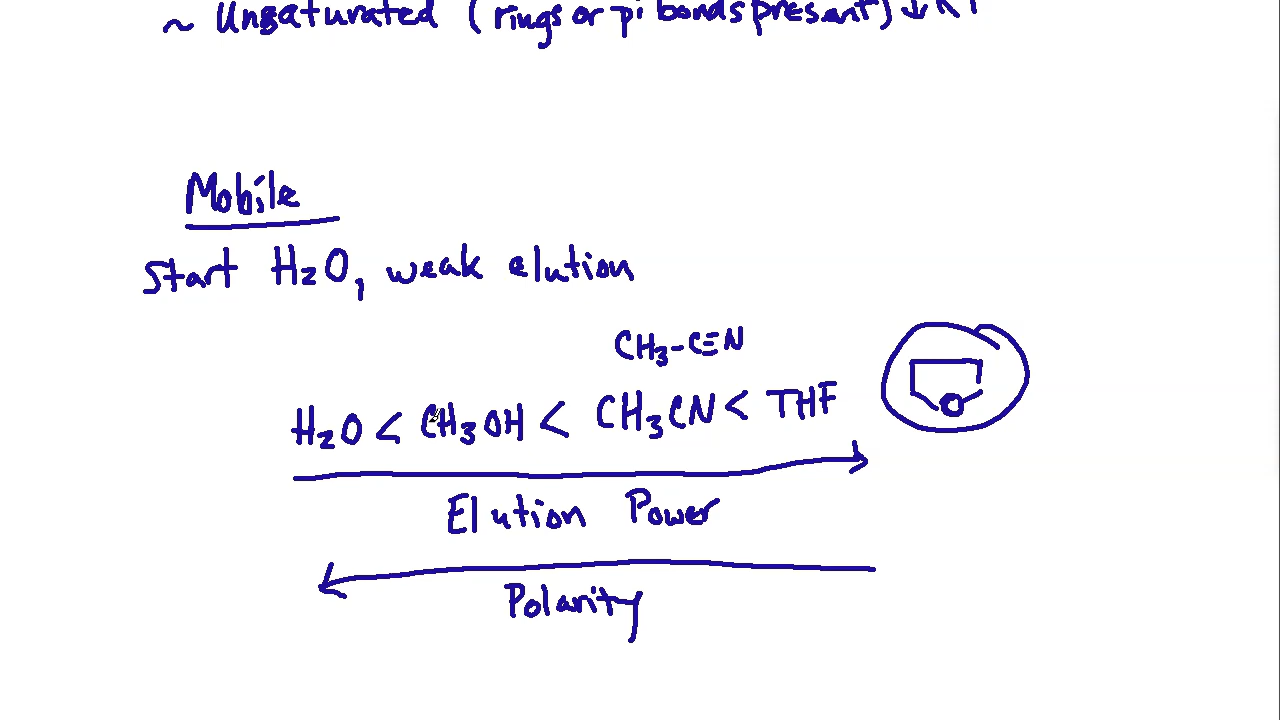 ~ Unsaturated (rings or pi bonds present) ↓ RT
Mobile
Start H₂O, weak elution
CH₃-C≡N
H₂O < CH₃OH < CH₃CN < THF
O
Elution Power
Polarity